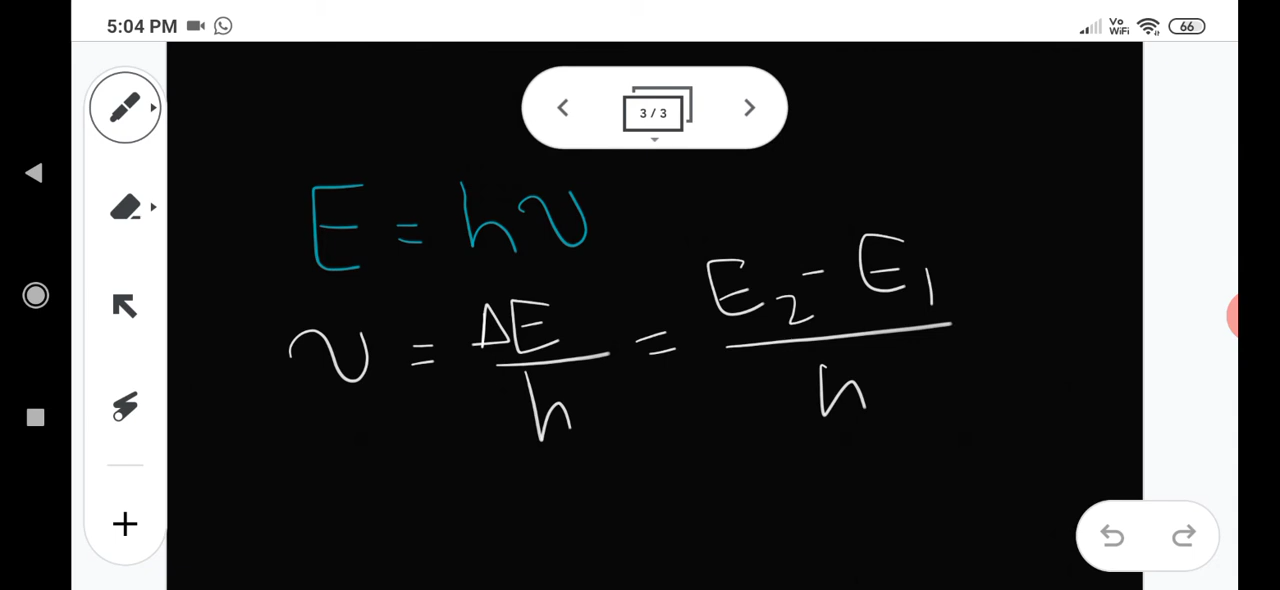 5:04 PM Vo WiFi 66
3 / 3
E = hν
ν = ΔE/h = E₂ - E₁/h